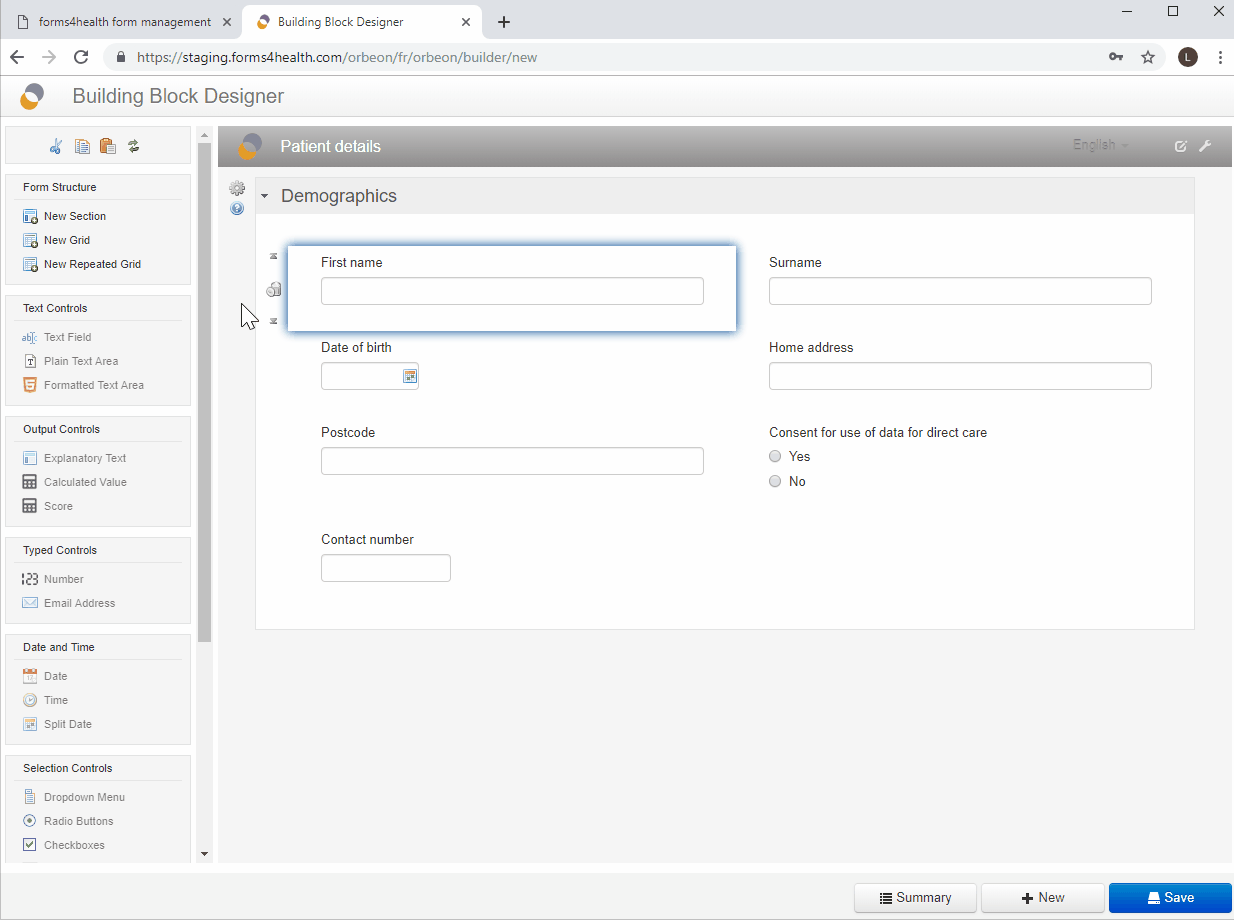 forms4health form management
Building Block Designer
https://staging.forms4health.com/orbeon/fr/orbeon/builder/new
L
Building Block Designer
Patient details
English
Form Structure
New Section
New Grid
New Repeated Grid
Text Controls
Text Field
Plain Text Area
Formatted Text Area
Output Controls
Explanatory Text
Calculated Value
Score
Typed Controls
Number
Email Address
Date and Time
Date
Time
Split Date
Selection Controls
Dropdown Menu
Radio Buttons
Checkboxes
Demographics
First name
Surname
Date of birth
Home address
Postcode
Consent for use of data for direct care
Yes
No
Contact number
Summary
New
Save